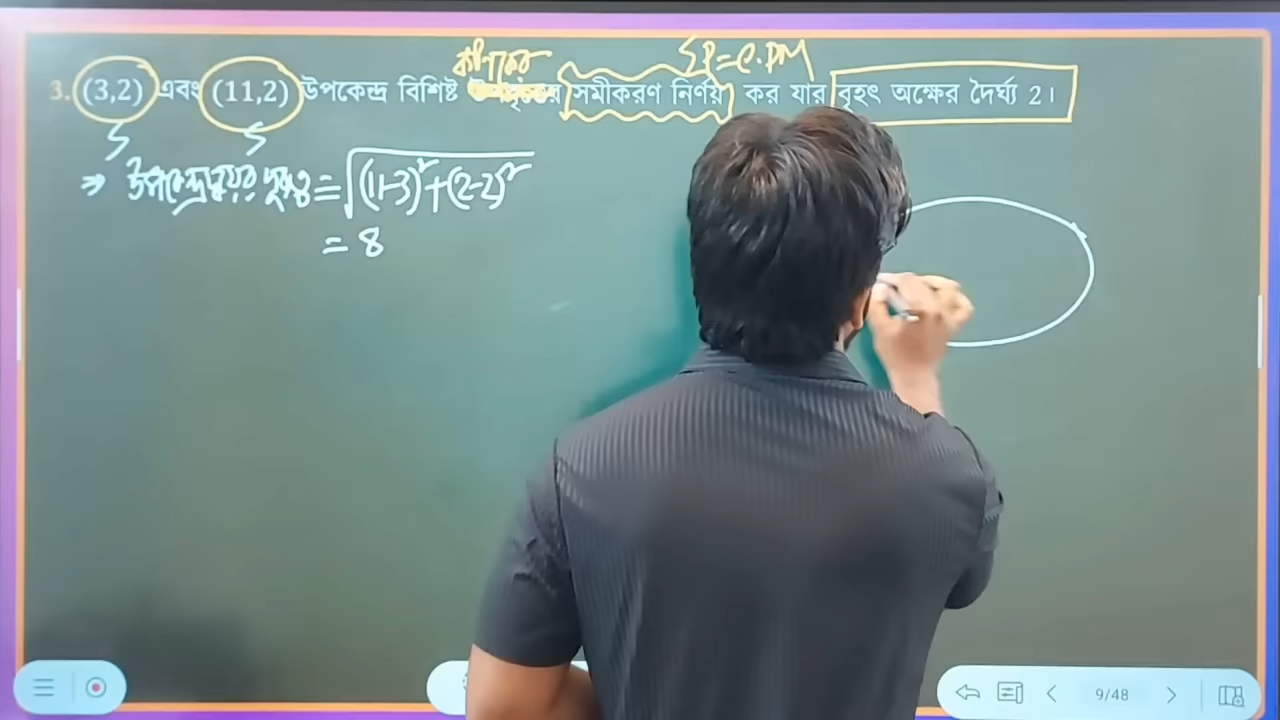 কণিকের SP=e.PM
3. (3,2) এবং (11,2) উপকেন্দ্র বিশিষ্ট সমীকরণ নির্ণয় কর যার বৃহৎ অক্ষের দৈর্ঘ্য 2।
S S
⇒ উপকেন্দ্রদ্বয়ের দূরত্ব = √(11-3)²+(2-2)²
= 8
9/48